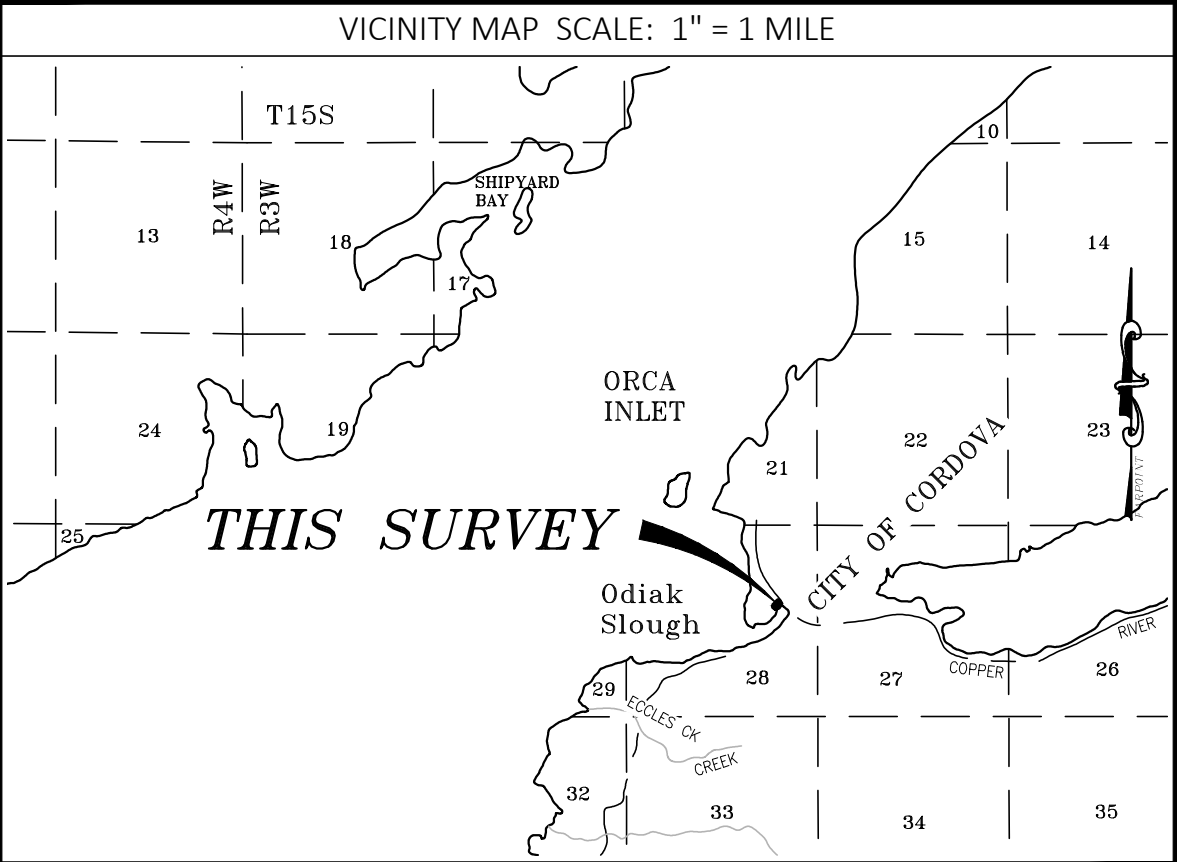 VICINITY MAP SCALE: 1" = 1 MILE
T15S
10
SHIPYARD
BAY
R4W
R3W
13
18
15
14
17
ORCA
INLET
24
19
21
22
23
25
THIS SURVEY
CITY OF CORDOVA
Odiak
Slough
RIVER
COPPER
29
28
27
26
ECCLES CK
CREEK
32
33
34
35